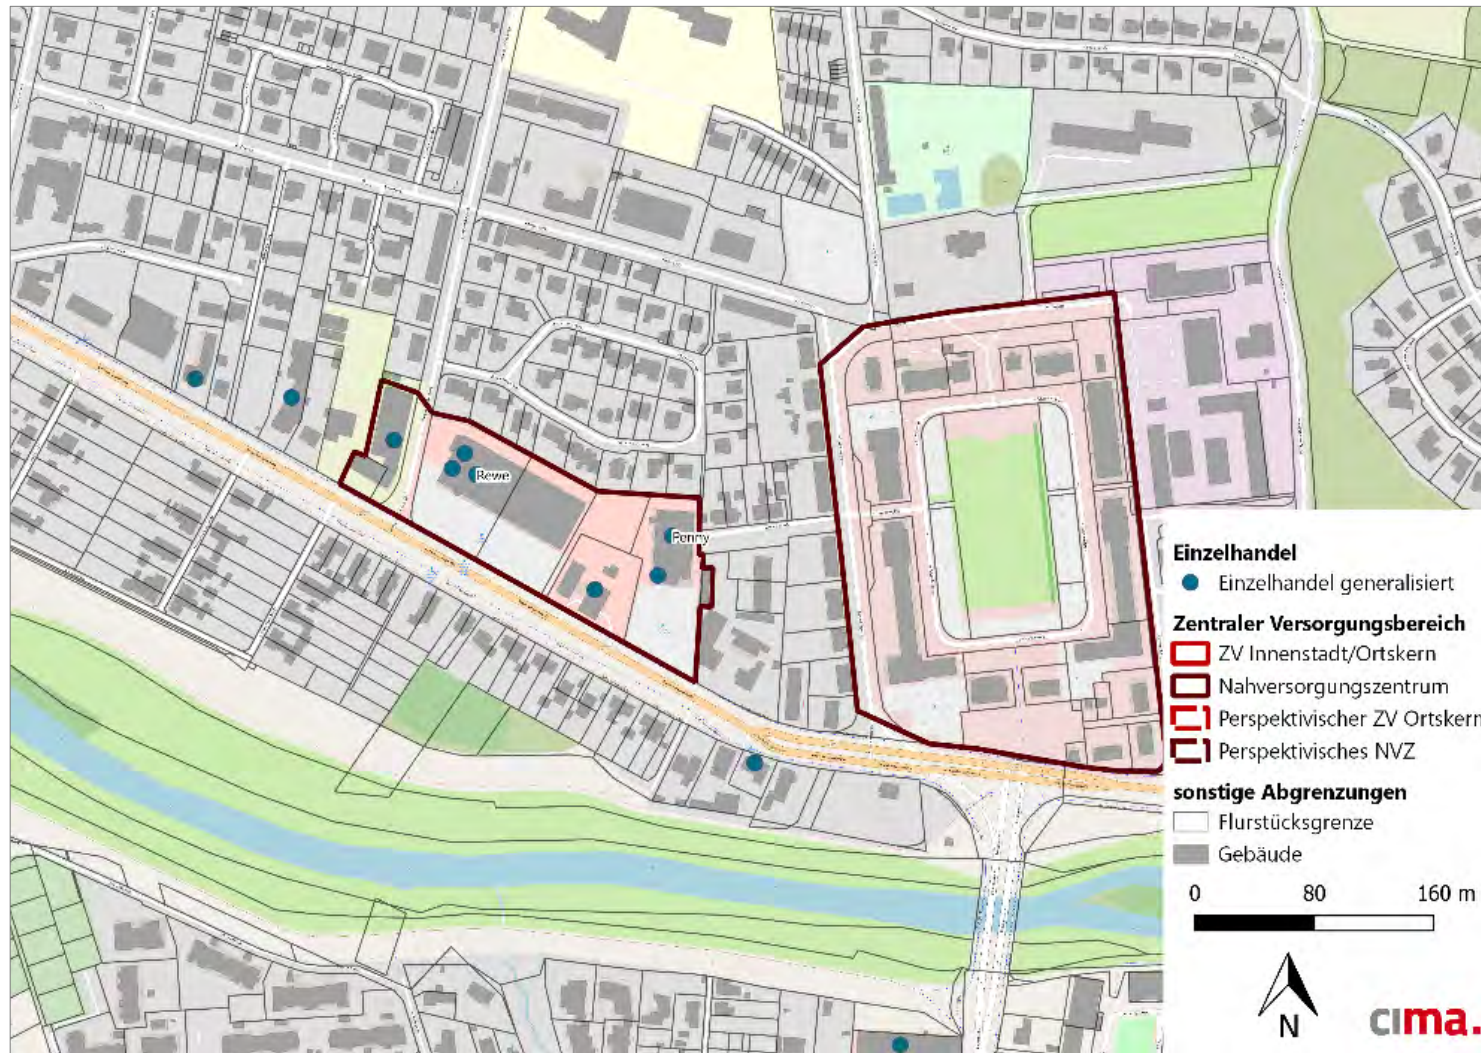 Rewe
Penny
Einzelhandel
Einzelhandel generalisiert
Zentraler Versorgungsbereich
ZV Innenstadt/Ortskern
Nahversorgungszentrum
Perspektivischer ZV Ortskern
Perspektivisches NVZ
sonstige Abgrenzungen
Flurstücksgrenze
Gebäude
0 80 160 m
N
cima.